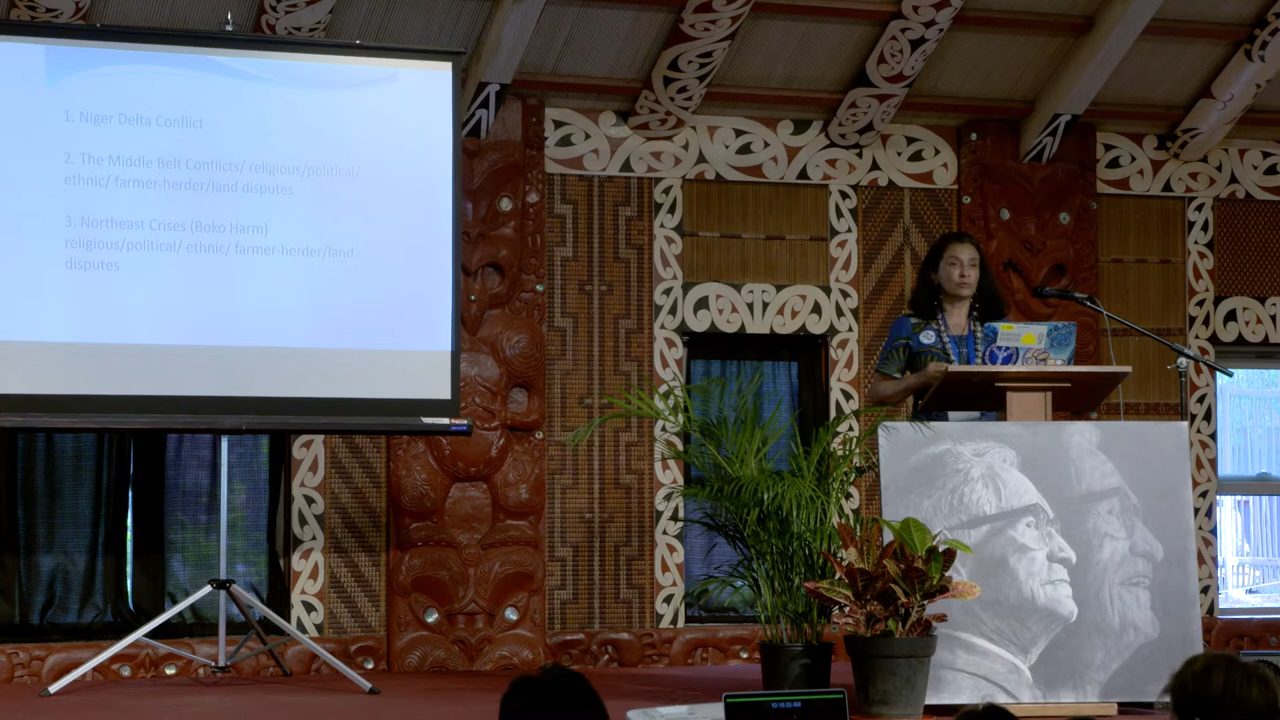 1. Niger Delta Conflict
2. The Middle Belt Conflicts/ religious/political/
ethnic/ farmer-herder/land disputes
3. Northeast Crises (Boko Harm)
religious/political/ ethnic/ farmer-herder/land
disputes